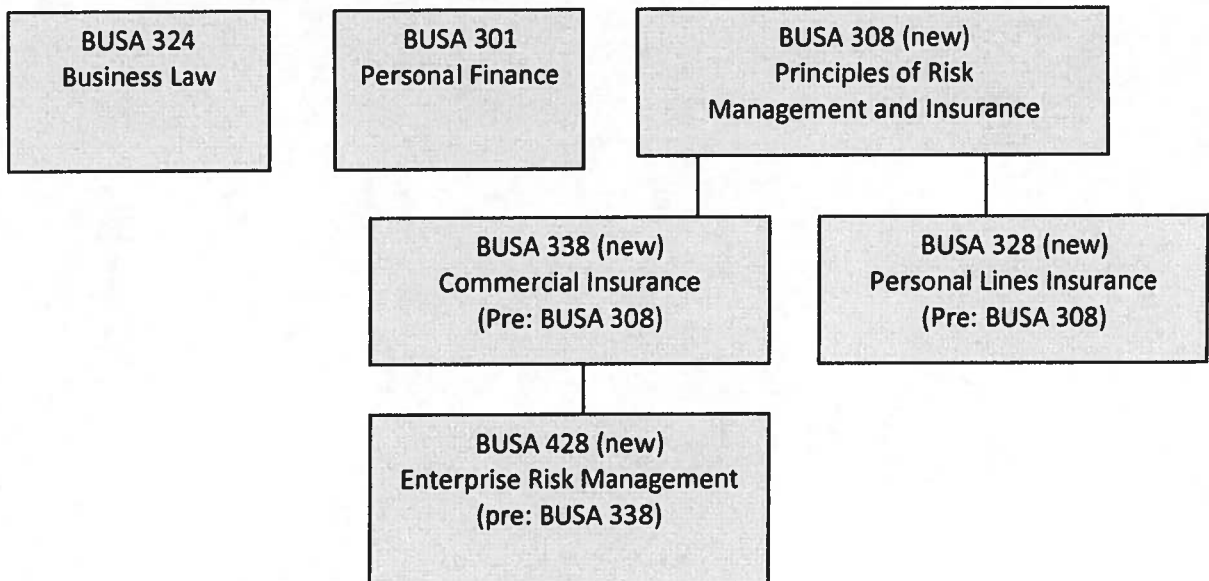 BUSA 324
Business Law
BUSA 301
Personal Finance
BUSA 308 (new)
Principles of Risk
Management and Insurance
BUSA 338 (new)
Commercial Insurance
(Pre: BUSA 308)
BUSA 328 (new)
Personal Lines Insurance
(Pre: BUSA 308)
BUSA 428 (new)
Enterprise Risk Management
(pre: BUSA 338)